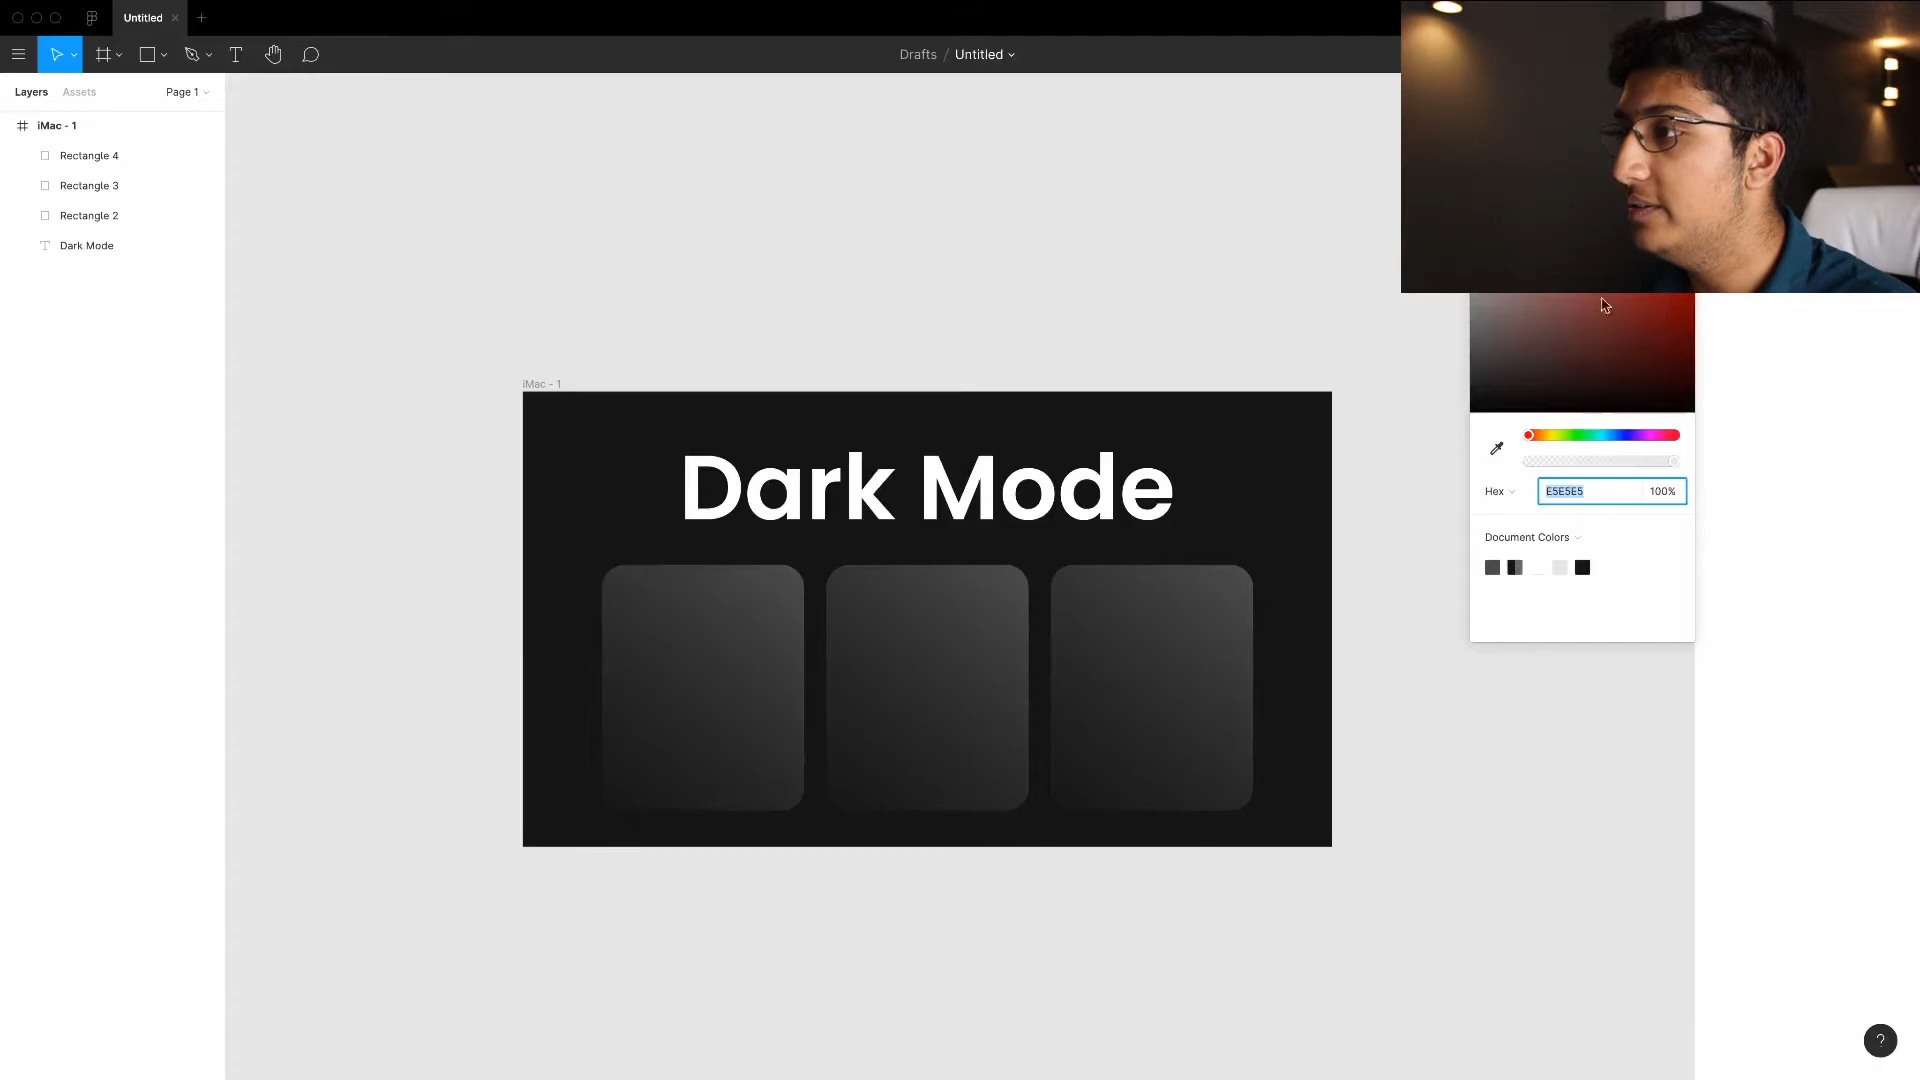 Untitled
Drafts / Untitled
Layers Assets Page 1
iMac - 1
Rectangle 4
Rectangle 3
Rectangle 2
Dark Mode
iMac - 1
Dark Mode
Hex E5E5E5 100%
Document Colors
?